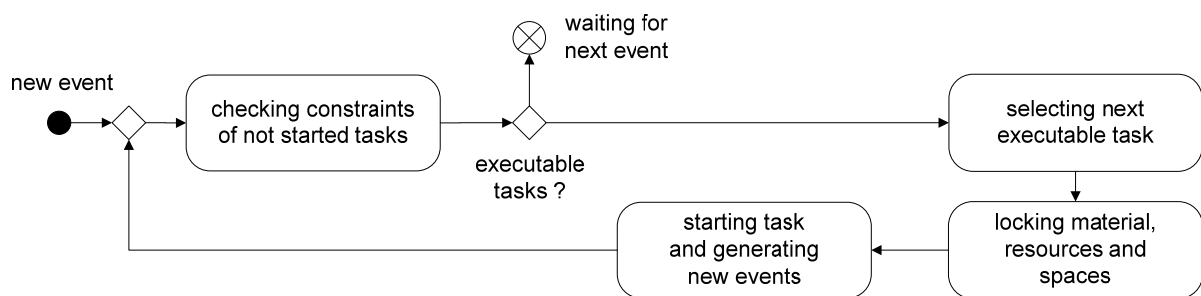 new event
checking constraints
of not started tasks
waiting for
next event
executable
tasks ?
selecting next
executable task
locking material,
resources and
spaces
starting task
and generating
new events